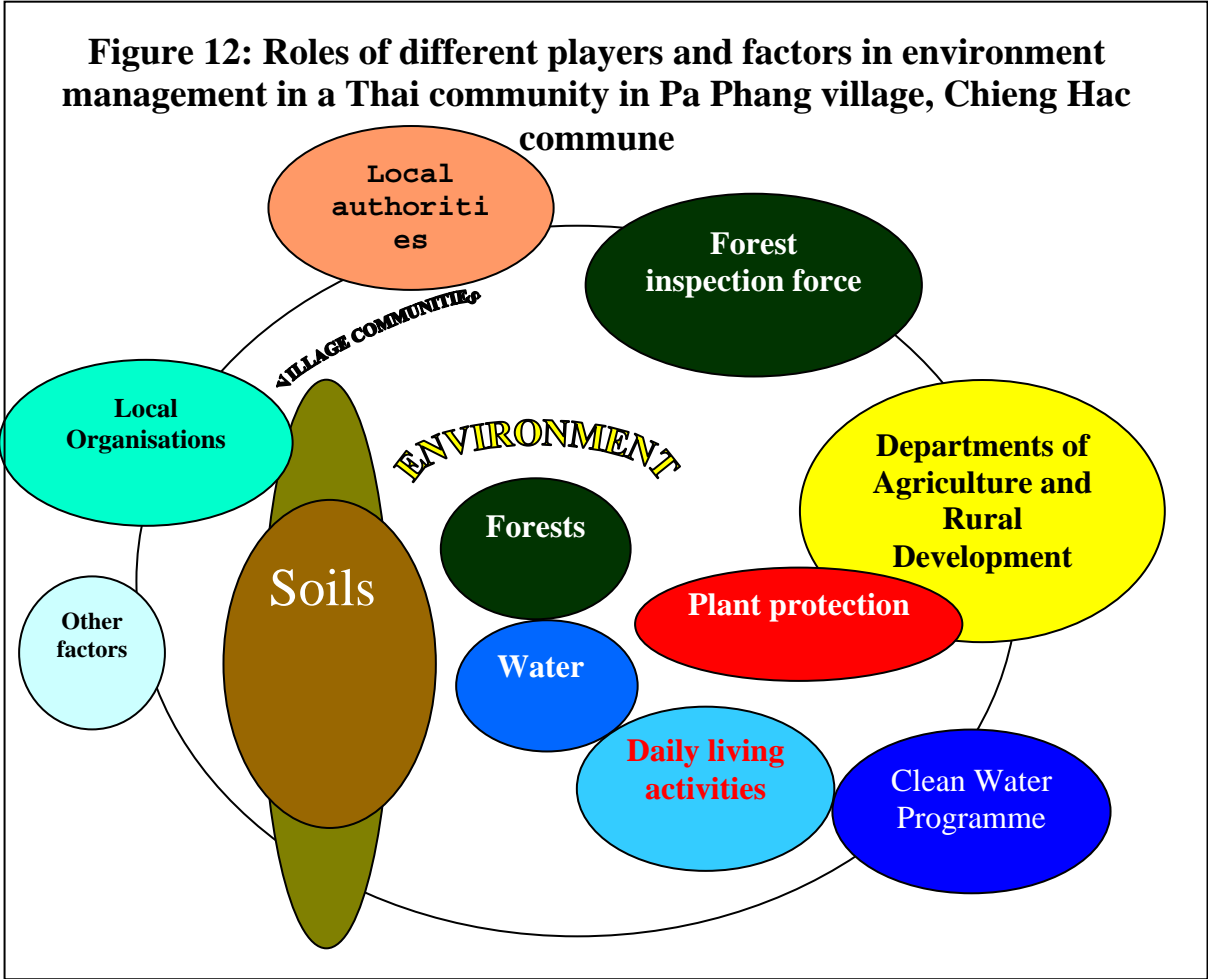 Figure 12: Roles of different players and factors in environment
management in a Thai community in Pa Phang village, Chieng Hac
commune
Local
authoriti
es
Forest
inspection force
VILLAGE COMMUNITIES
Local
Organisations
ENVIRONMENT
Departments of
Agriculture and
Rural
Development
Forests
Soils
Plant protection
Other
factors
Water
Daily living
activities
Clean Water
Programme